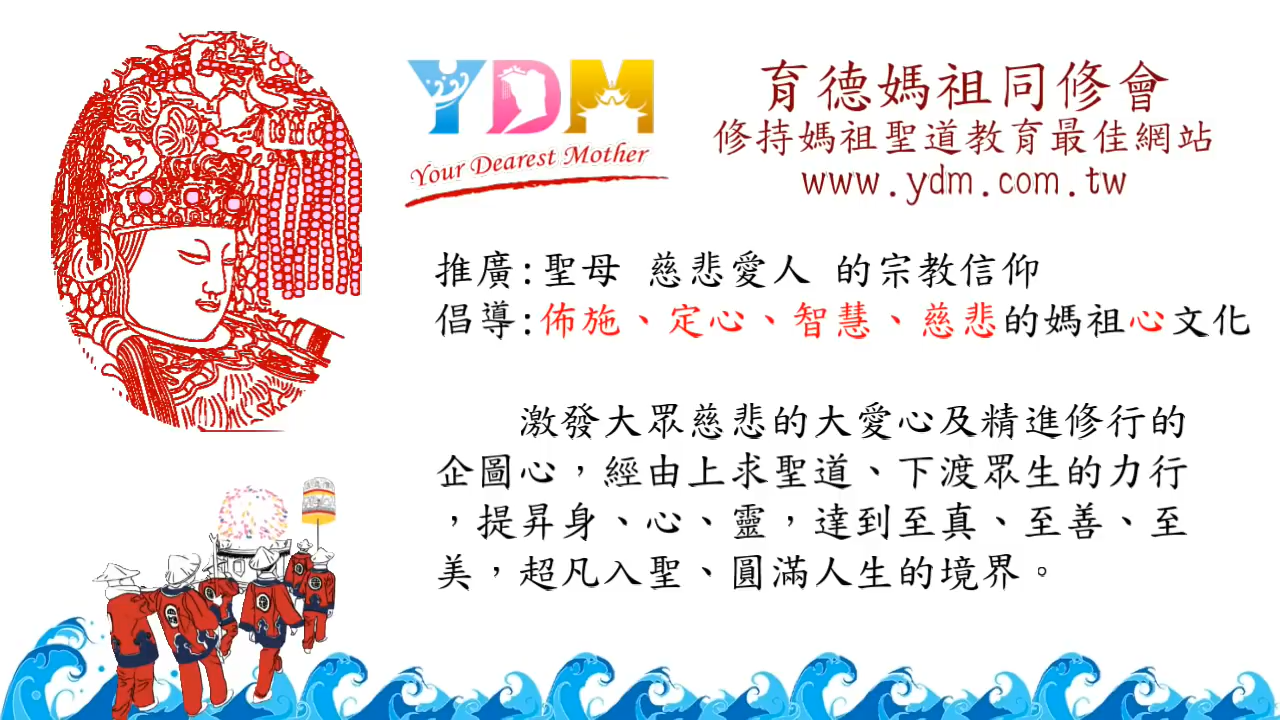 YDM
Your Dearest Mother
育德媽祖同修會
修持媽祖聖道教育最佳網站
www.ydm.com.tw
推廣:聖母 慈悲愛人 的宗教信仰
倡導:佈施、定心、智慧、慈悲的媽祖心文化
激發大眾慈悲的大愛心及精進修行的
企圖心，經由上求聖道、下渡眾生的力行
，提昇身、心、靈，達到至真、至善、至
美，超凡入聖、圓滿人生的境界。